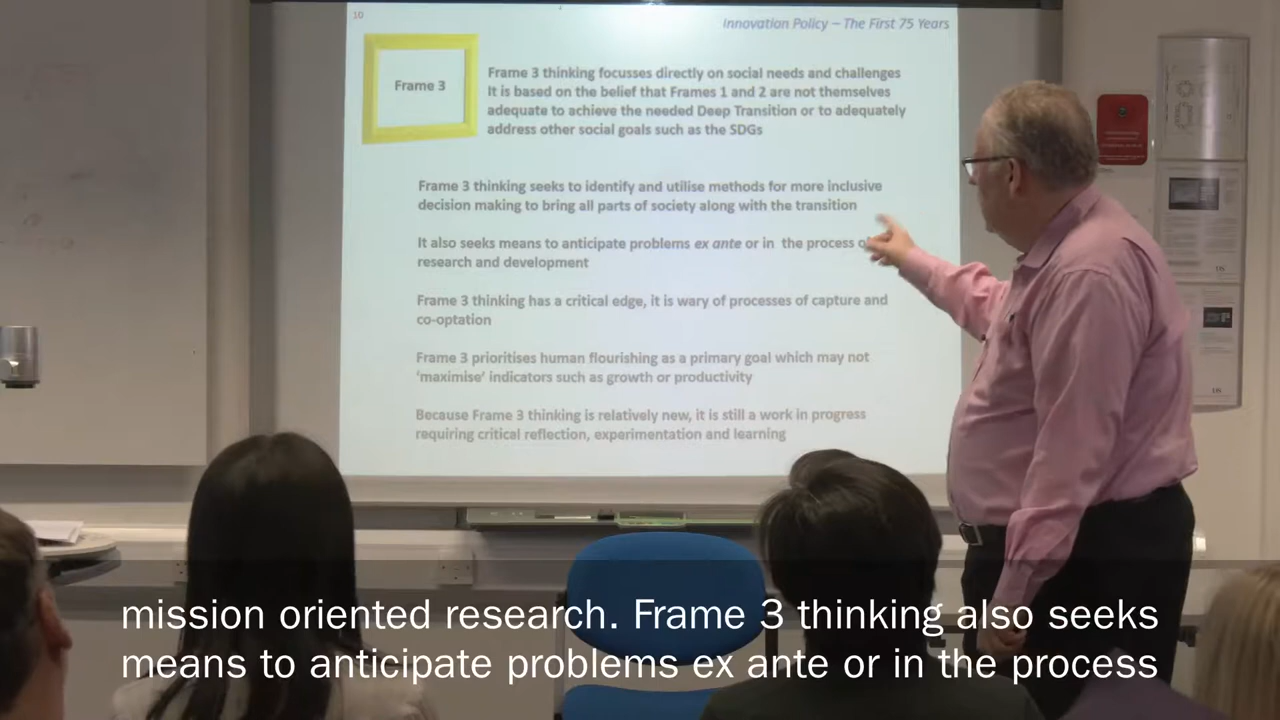 10
Innovation Policy – The First 75 Years
Frame 3
Frame 3 thinking focusses directly on social needs and challenges
It is based on the belief that Frames 1 and 2 are not themselves
adequate to achieve the needed Deep Transition or to adequately
address other social goals such as the SDGs
Frame 3 thinking seeks to identify and utilise methods for more inclusive
decision making to bring all parts of society along with the transition
It also seeks means to anticipate problems ex ante or in the process
research and development
Frame 3 thinking has a critical edge, it is wary of processes of capture and
co-optation
Frame 3 prioritises human flourishing as a primary goal which may not
'maximise' indicators such as growth or productivity
Because Frame 3 thinking is relatively new, it is still a work in progress
requiring critical reflection, experimentation and learning
mission oriented research. Frame 3 thinking also seeks
means to anticipate problems ex ante or in the process